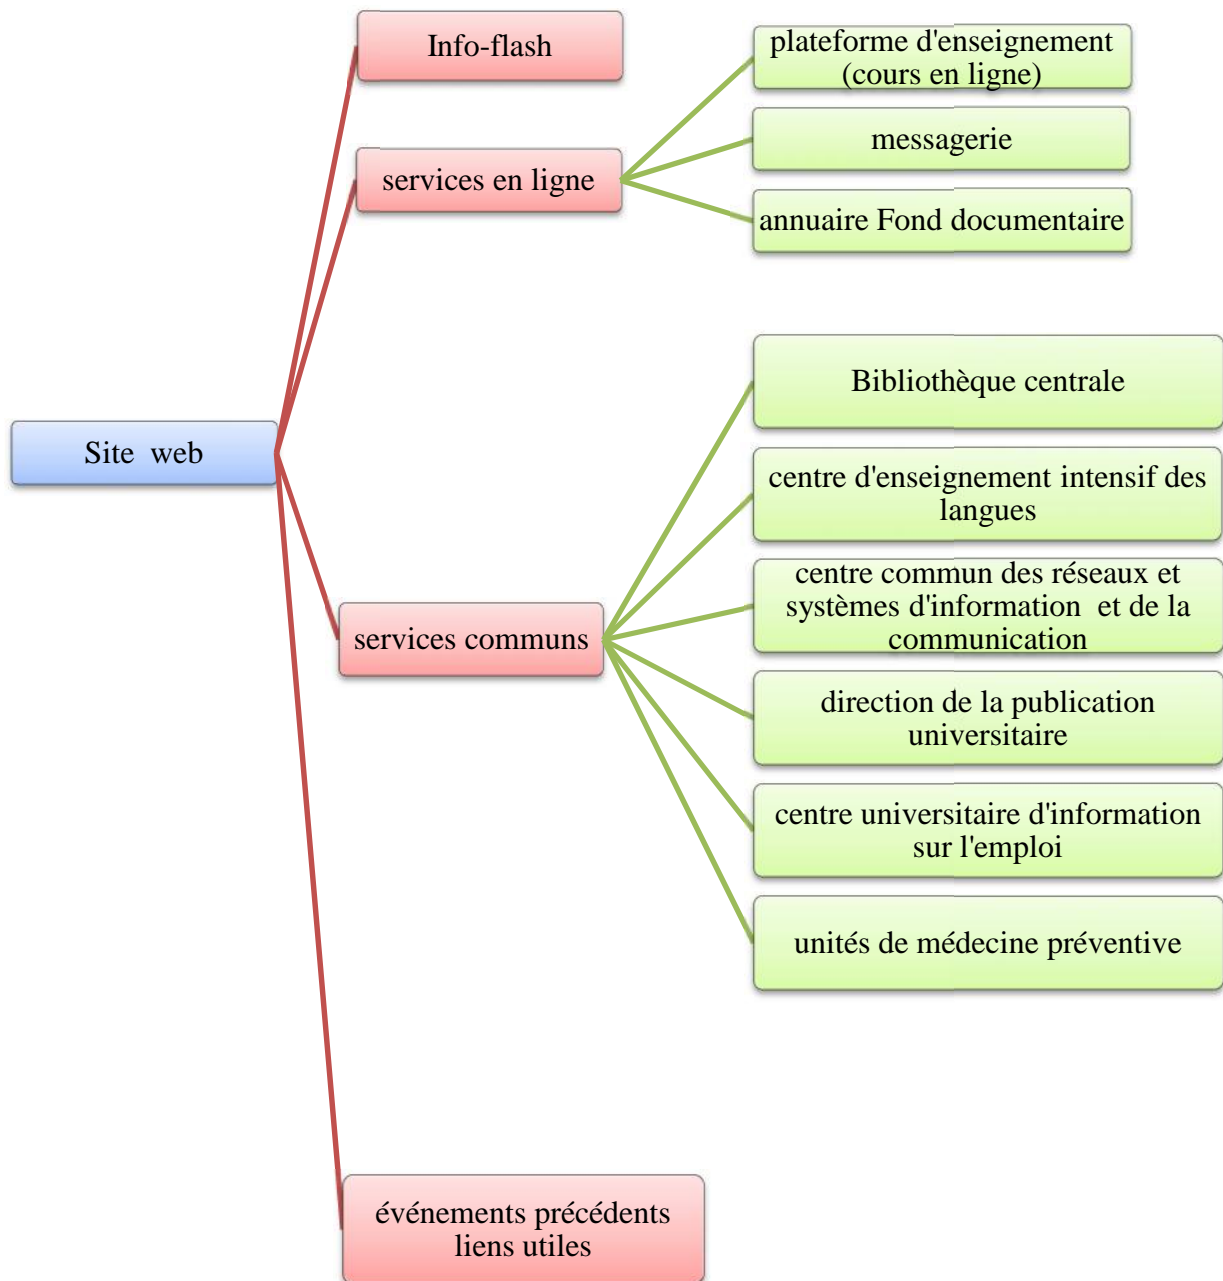 Info-flash
plateforme d'enseignement
(cours en ligne)
messagerie
services en ligne
annuaire Fond documentaire
Bibliothèque centrale
Site web
centre d'enseignement intensif des
langues
centre commun des réseaux et
systèmes d'information et de la
communication
services communs
direction de la publication
universitaire
centre universitaire d'information
sur l'emploi
unités de médecine préventive
événements précédents
liens utiles